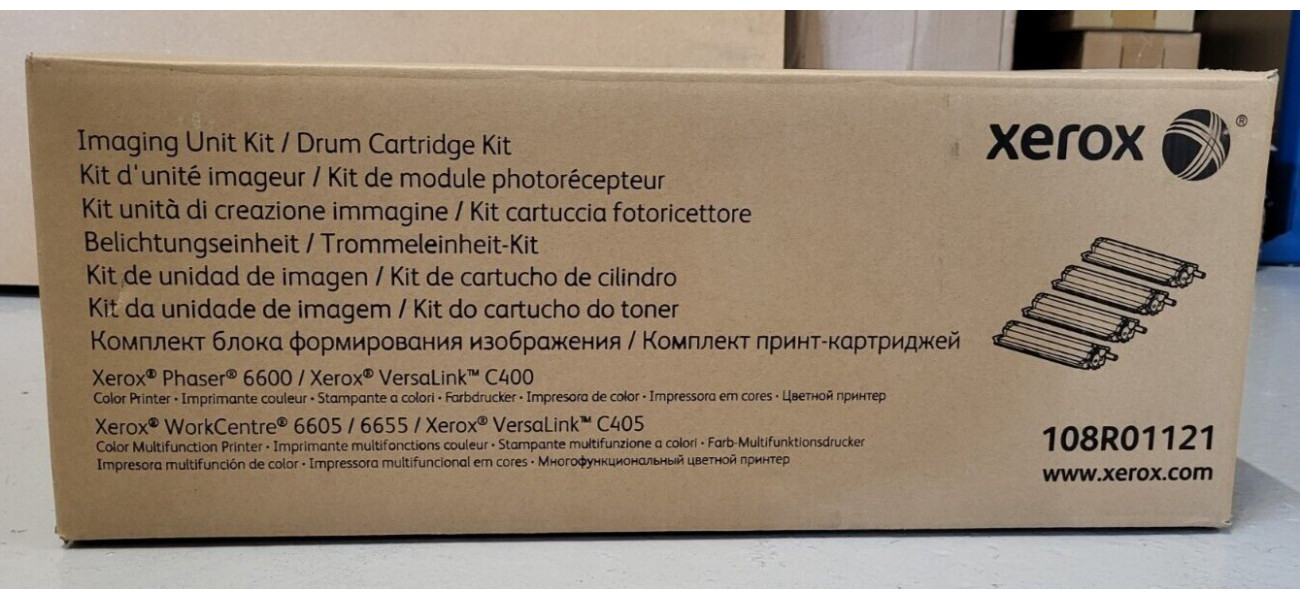 Imaging Unit Kit / Drum Cartridge Kit
Kit d'unité imageur / Kit de module photorécepteur
Kit unità di creazione immagine / Kit cartuccia fotoricettore
Belichtungseinheit / Trommeleinheit-Kit
Kit de unidad de imagen / Kit de cartucho de cilindro
Kit da unidade de imagem / Kit do cartucho do toner
Комплект блока формирования изображения / Комплект принт-картриджей
Xerox® Phaser® 6600 / Xerox® VersaLink™ C400
Color Printer · Imprimante couleur · Stampante a colori · Farbdrucker · Impresora de color · Impressora em cores · Цветной принтер
Xerox® WorkCentre® 6605 / 6655 / Xerox® VersaLink™ C405
Color Multifunction Printer · Imprimante multifonctions couleur · Stampante multifunzione a colori · Farb-Multifunktionsdrucker
Impresora multifunción de color · Impressora multifuncional em cores · Многофункциональный цветной принтер
xerox ®
108R01121
www.xerox.com